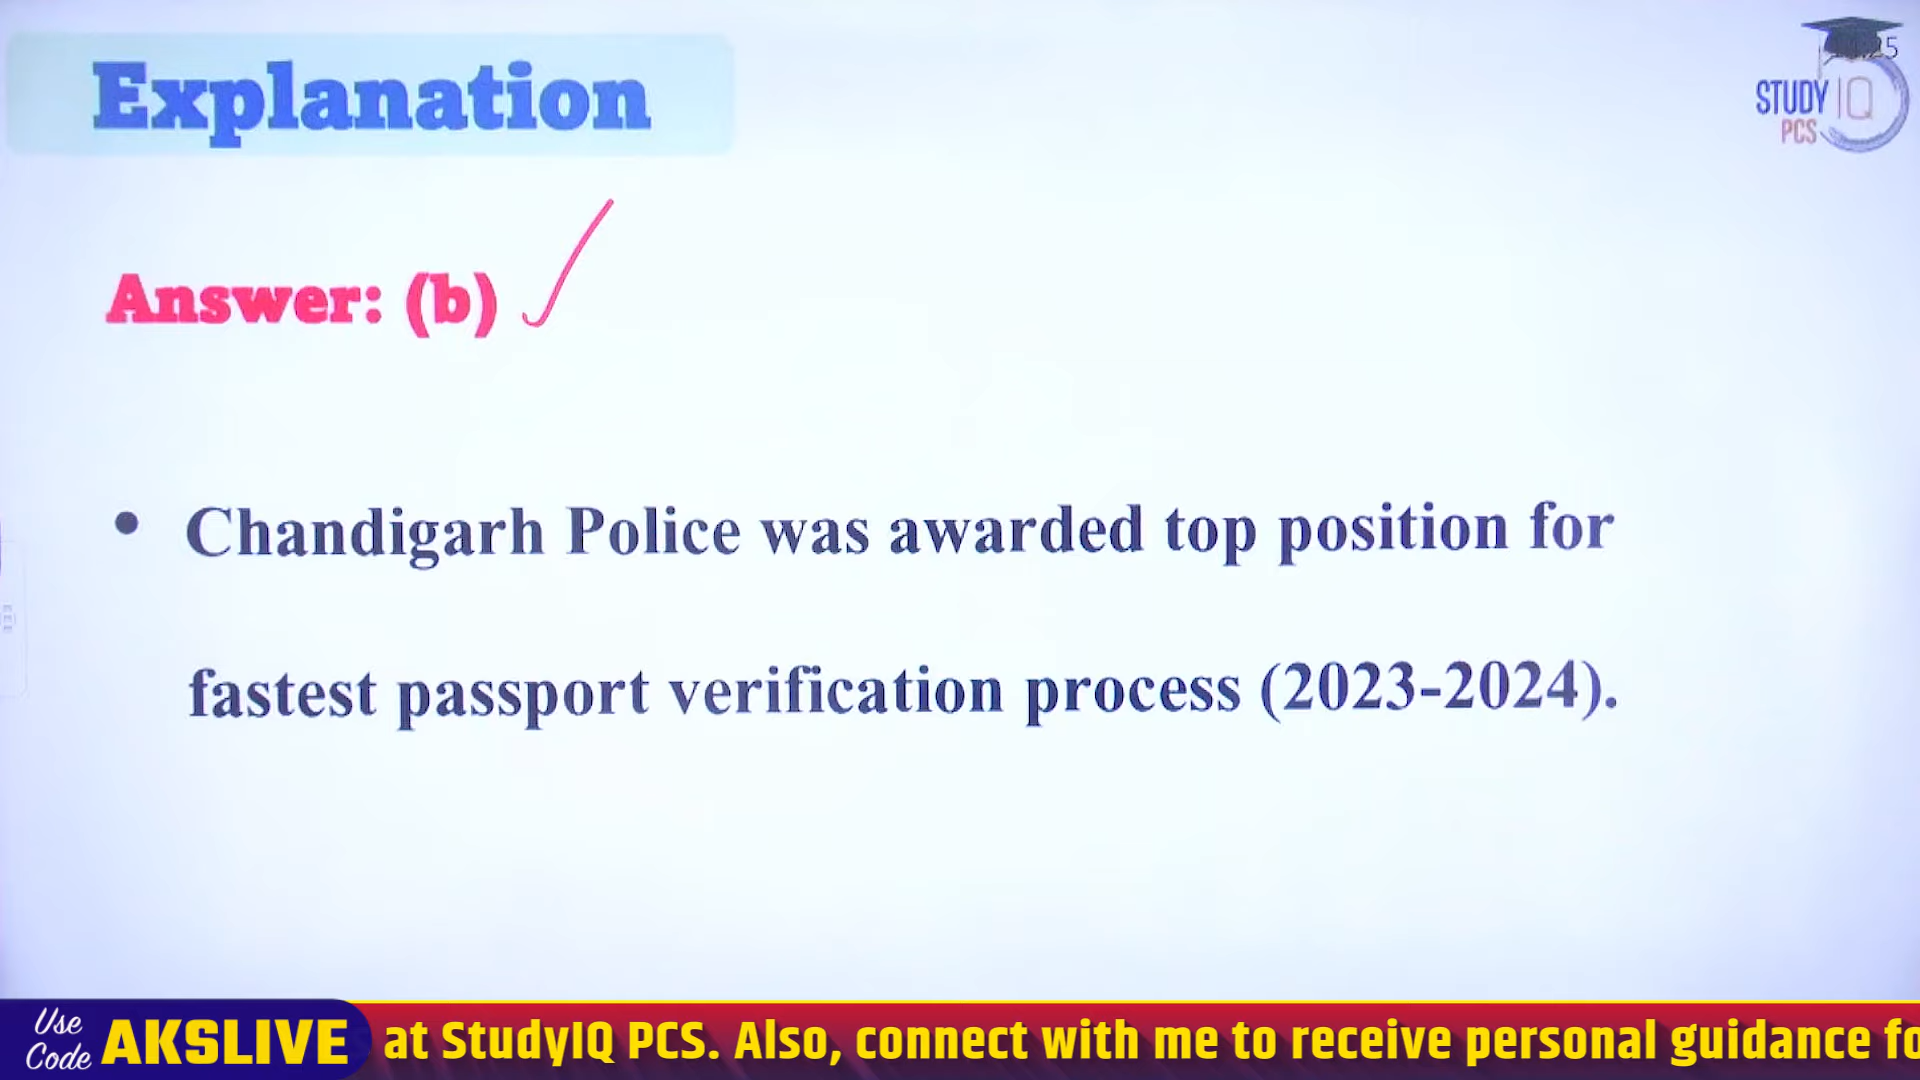 Explanation
STUDY IQ
PCS
Answer: (b)
• Chandigarh Police was awarded top position for
fastest passport verification process (2023-2024).
Use
Code
AKSLIVE
at StudyIQ PCS. Also, connect with me to receive personal guidance fo